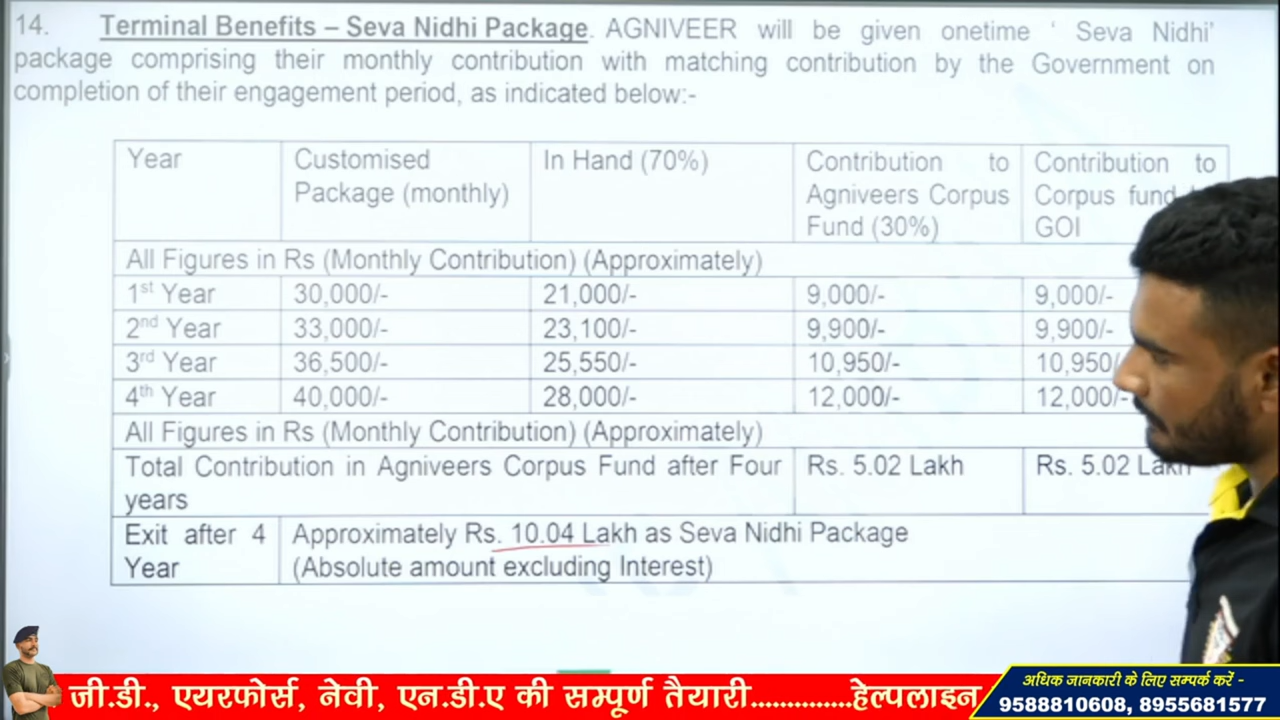 14. Terminal Benefits – Seva Nidhi Package. AGNIVEER will be given onetime ‘ Seva Nidhi’
package comprising their monthly contribution with matching contribution by the Government on
completion of their engagement period, as indicated below:-
Year Customised Package (monthly) In Hand (70%) Contribution to Agniveers Corpus Fund (30%) Contribution to Corpus fund GOI
All Figures in Rs (Monthly Contribution) (Approximately)
1st Year 30,000/- 21,000/- 9,000/- 9,000/-
2nd Year 33,000/- 23,100/- 9,900/- 9,900/-
3rd Year 36,500/- 25,550/- 10,950/- 10,950/
4th Year 40,000/- 28,000/- 12,000/- 12,000/-
All Figures in Rs (Monthly Contribution) (Approximately)
Total Contribution in Agniveers Corpus Fund after Four years Rs. 5.02 Lakh Rs. 5.02 Lakh
Exit after 4 Year Approximately Rs. 10.04 Lakh as Seva Nidhi Package
(Absolute amount excluding Interest)
जी.डी., एयरफोर्स, नेवी, एन.डी.ए की सम्पूर्ण तैयारी..............हेल्पलाइन
अधिक जानकारी के लिए सम्पर्क करें -
9588810608, 8955681577